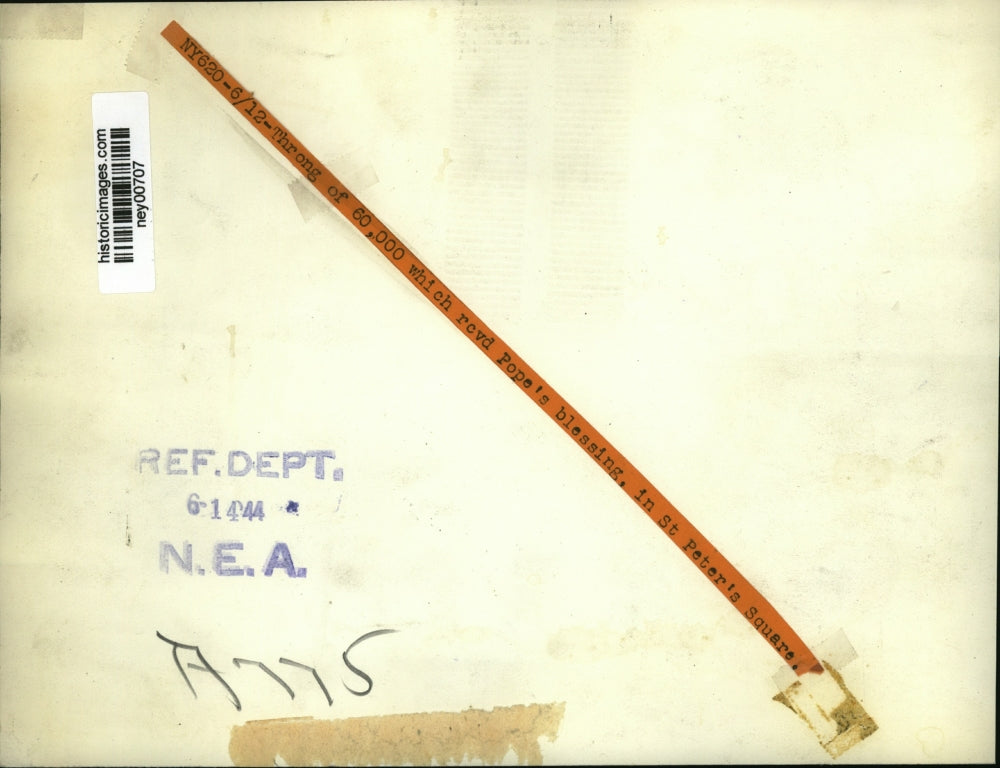 NY620-6/12-Throng of 60,000 which rcvd Pope's blessing, in St Peter's Square.
historicimages.com
ney00707
REF. DEPT.
6-1444
N.E.A.
A775